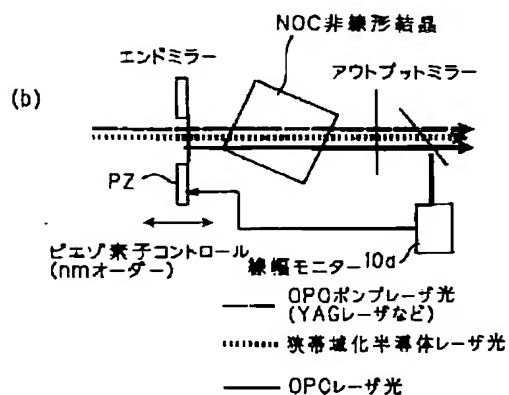 NOC非線形結晶
エンドミラー
アウトプットミラー
(b)
PZ
ピエゾ素子コントロール
(nmオーダー)
線幅モニター10d
OPOポンプレーザ光
(YAGレーザなど)
狭帯域化半導体レーザ光
OPOレーザ光